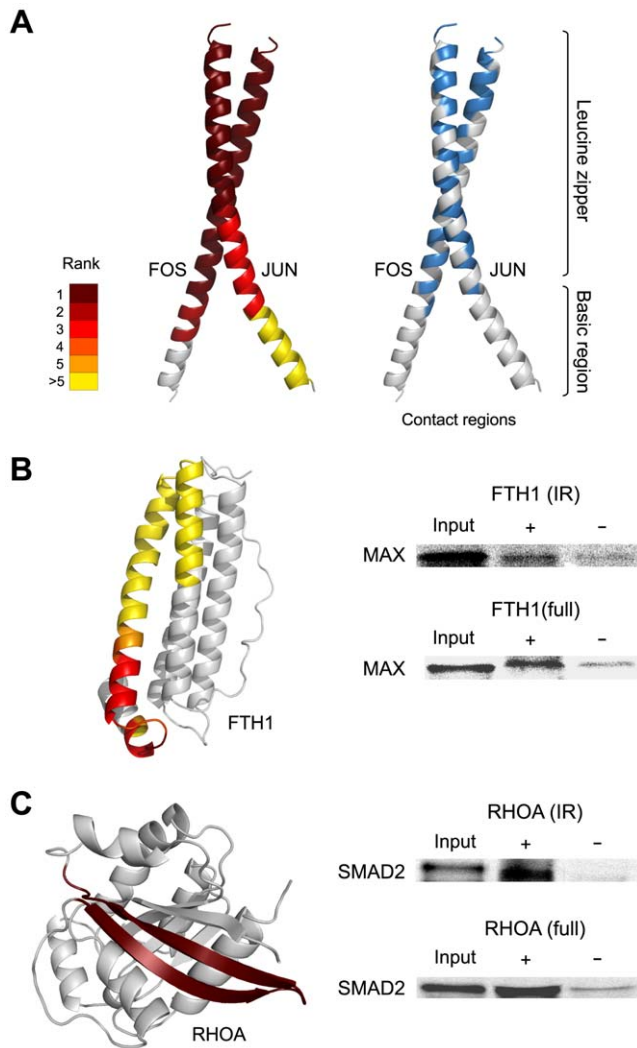 A
Rank
1
2
3
4
5
>5
FOS
JUN
FOS
JUN
Leucine zipper
Basic region
Contact regions
B
FTH1
FTH1 (IR)
Input + −
MAX
FTH1(full)
Input + −
MAX
C
RHOA
RHOA (IR)
Input + −
SMAD2
RHOA (full)
Input + −
SMAD2